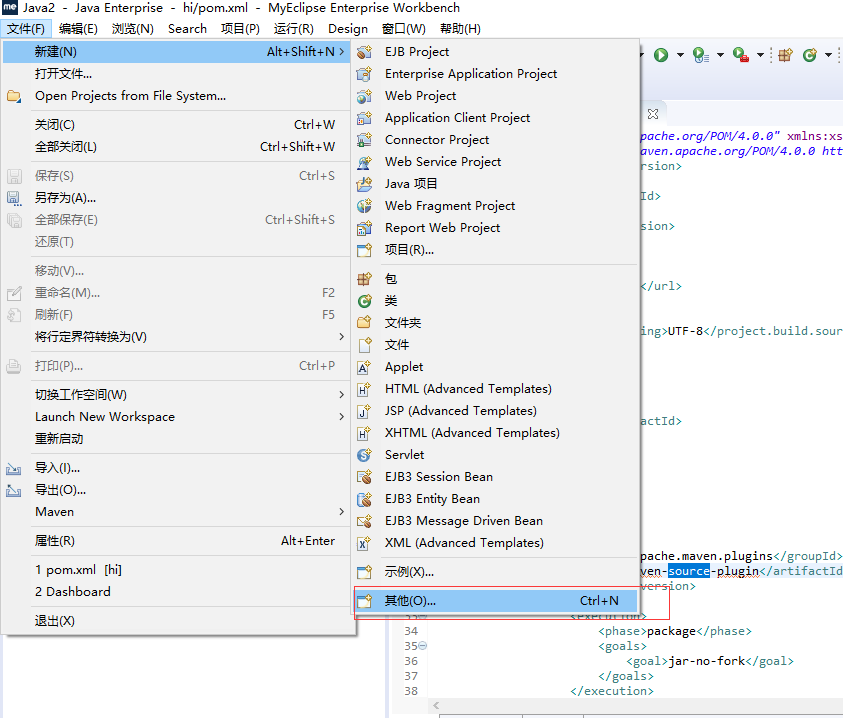 me Java2 - Java Enterprise - hi/pom.xml - MyEclipse Enterprise Workbench
文件(F) 编辑(E) 浏览(N) Search 项目(P) 运行(R) Design 窗口(W) 帮助(H)
新建(N) Alt+Shift+N >
打开文件...
Open Projects from File System...
关闭(C) Ctrl+W
全部关闭(L) Ctrl+Shift+W
保存(S) Ctrl+S
另存为(A)...
全部保存(E) Ctrl+Shift+S
还原(T)
移动(V)...
重命名(M)... F2
刷新(F) F5
将行定界符转换为(V) >
打印(P)... Ctrl+P
切换工作空间(W) >
Launch New Workspace >
重新启动
导入(I)...
导出(O)...
Maven >
属性(R) Alt+Enter
1 pom.xml [hi]
2 Dashboard
退出(X)
EJB Project
Enterprise Application Project
Web Project
Application Client Project
Connector Project
Web Service Project
Java 项目
Web Fragment Project
Report Web Project
项目(R)...
包
类
文件夹
文件
Applet
HTML (Advanced Templates)
JSP (Advanced Templates)
XHTML (Advanced Templates)
Servlet
EJB3 Session Bean
EJB3 Entity Bean
EJB3 Message Driven Bean
XML (Advanced Templates)
示例(X)...
其他(O)... Ctrl+N
pache.org/POM/4.0.0" xmlns:xs
aven.apache.org/POM/4.0.0 htt
rsion>
Id>
sion>
</url>
ing>UTF-8</project.build.sour
actId>
pache.maven.plugins</groupId>
ven-source-plugin</artifactId
version>
33 <execution>
34 <phase>package</phase>
35 <goals>
36 <goal>jar-no-fork</goal>
37 </goals>
38 </execution>